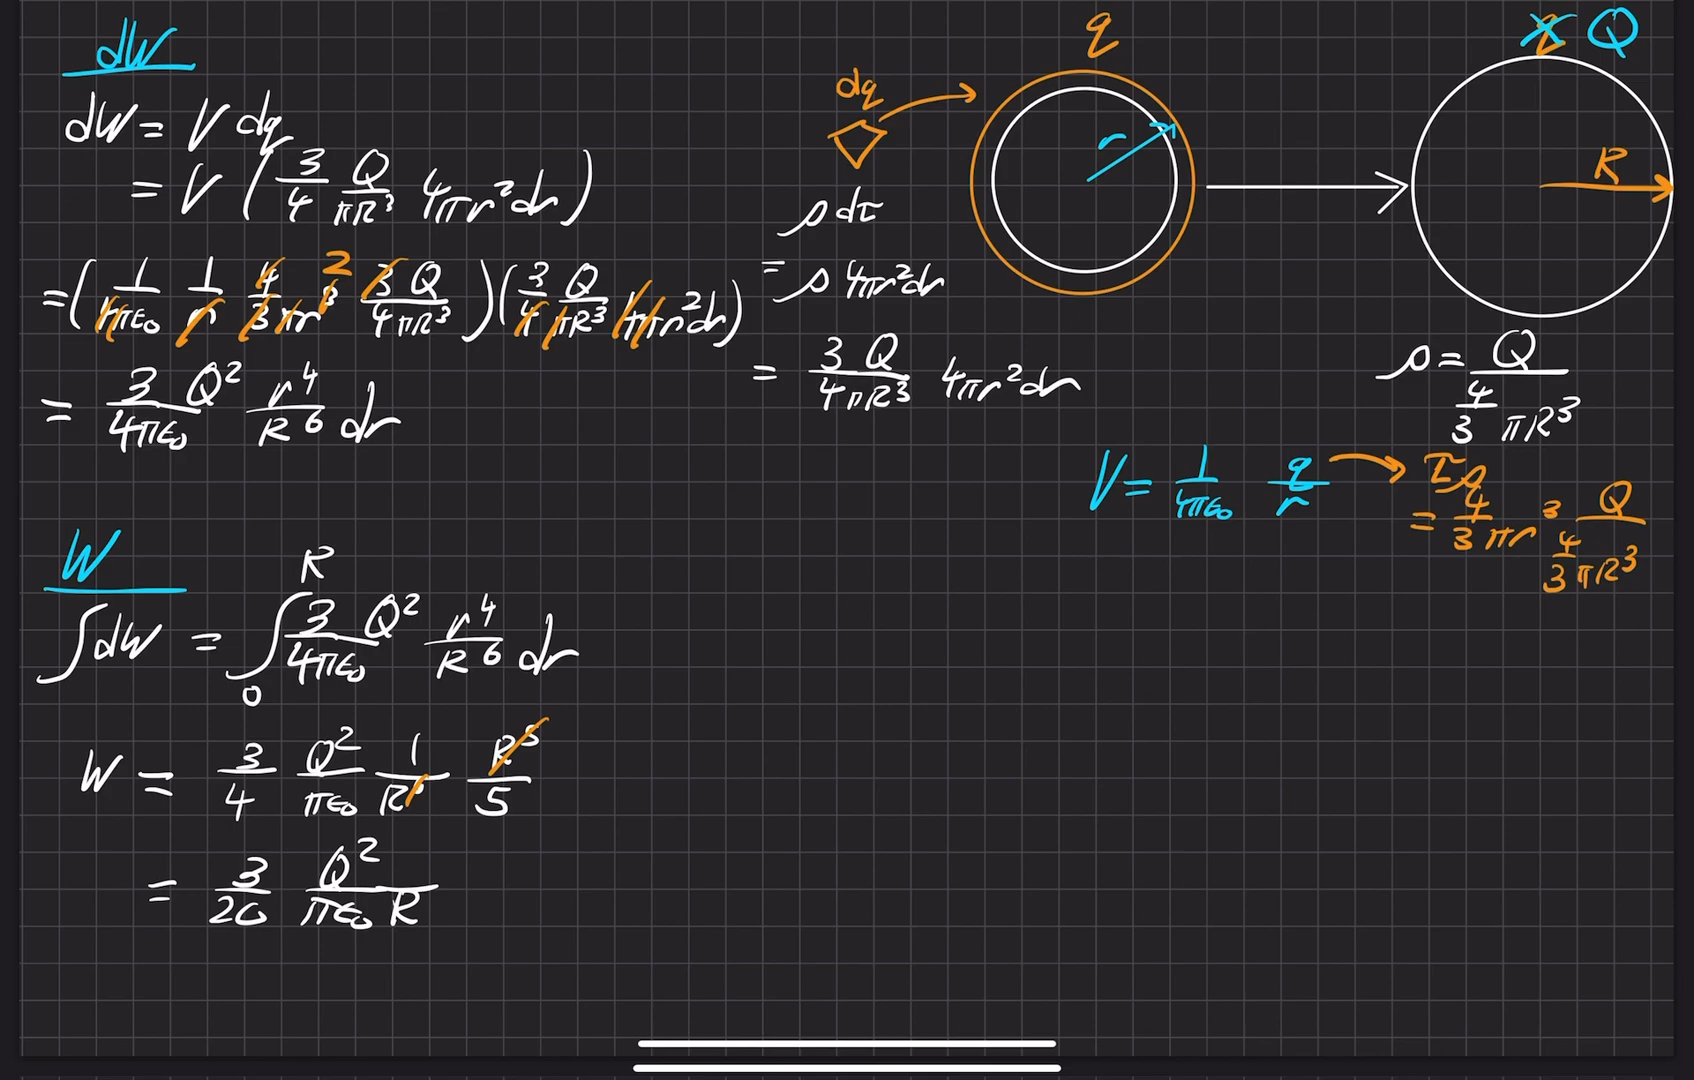 dW
dW = V dq
= V (3/4 Q/πR³ 4πr²dr)
= (1/4πε₀ 1/r 4/3 πr³ 2 3Q/4πR³)(3/4 Q/πR³ 4πr²dr)
= 3/4πε₀ Q² r⁴/R⁶ dr
W
∫dW = ∫₀ᴿ 3/4πε₀ Q² r⁴/R⁶ dr
W = 3/4 Q²/πε₀ 1/R⁶ R⁵/5
= 3/20 Q²/πε₀R
dq
q
r
ρdτ
= ρ 4πr²dr
= 3Q/4πR³ 4πr²dr
q Q
R
ρ = Q/(4/3 πR³)
V = 1/4πε₀ q/r → τρ
= 4/3 πr³ Q/(4/3 πR³)